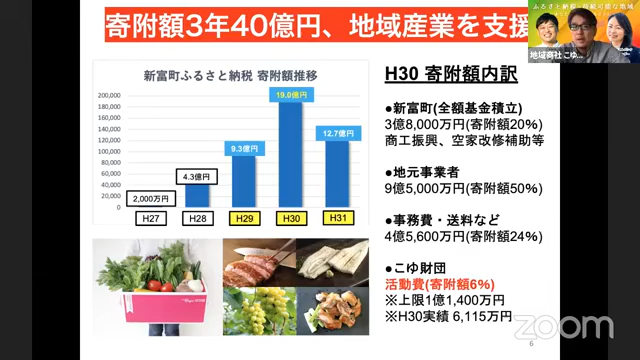 寄附額3年40億円、地域産業を支援
ふるさと納税で持続可能な地域
地域商社 こゆ...
新富町ふるさと納税 寄附額推移
200,000
180,000
160,000
140,000
120,000
100,000
80,000
60,000
40,000
20,000
0
2,000万円
4.3億円
9.3億円
19.0億円
12.7億円
H27
H28
H29
H30
H31
H30 寄附額内訳
●新富町(全額基金積立)
3億8,000万円(寄附額20%)
商工振興、空家改修補助等
●地元事業者
9億5,000万円(寄附額50%)
●事務費・送料など
4億5,600万円(寄附額24%)
●こゆ財団
活動費(寄附額6%)
※上限1億1,400万円
※H30実績 6,115万円
zoom
6